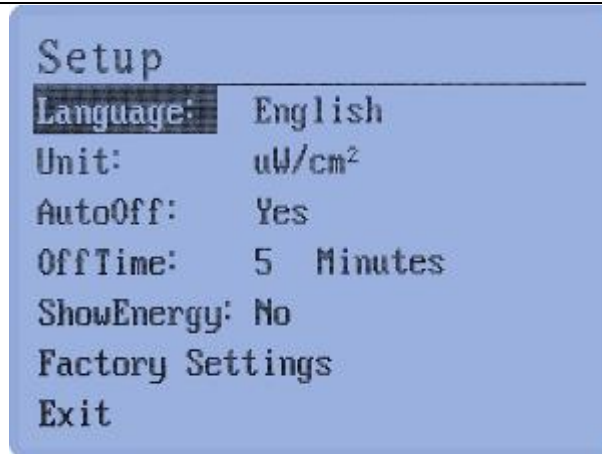 Setup
Language: English
Unit: uW/cm²
AutoOff: Yes
OffTime: 5 Minutes
ShowEnergy: No
Factory Settings
Exit